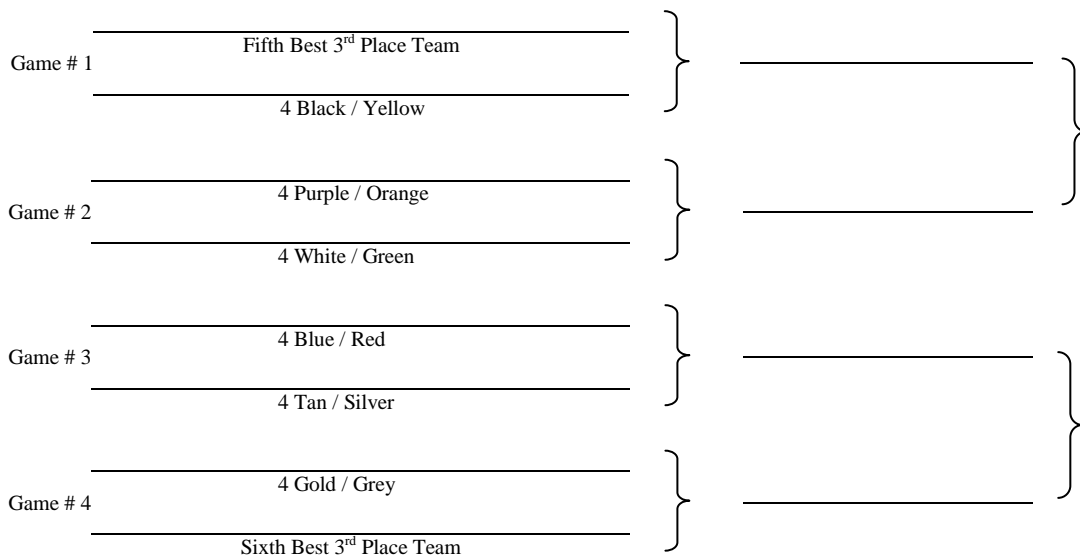 Fifth Best 3rd Place Team
Game # 1
4 Black / Yellow
4 Purple / Orange
Game # 2
4 White / Green
4 Blue / Red
Game # 3
4 Tan / Silver
4 Gold / Grey
Game # 4
Sixth Best 3rd Place Team